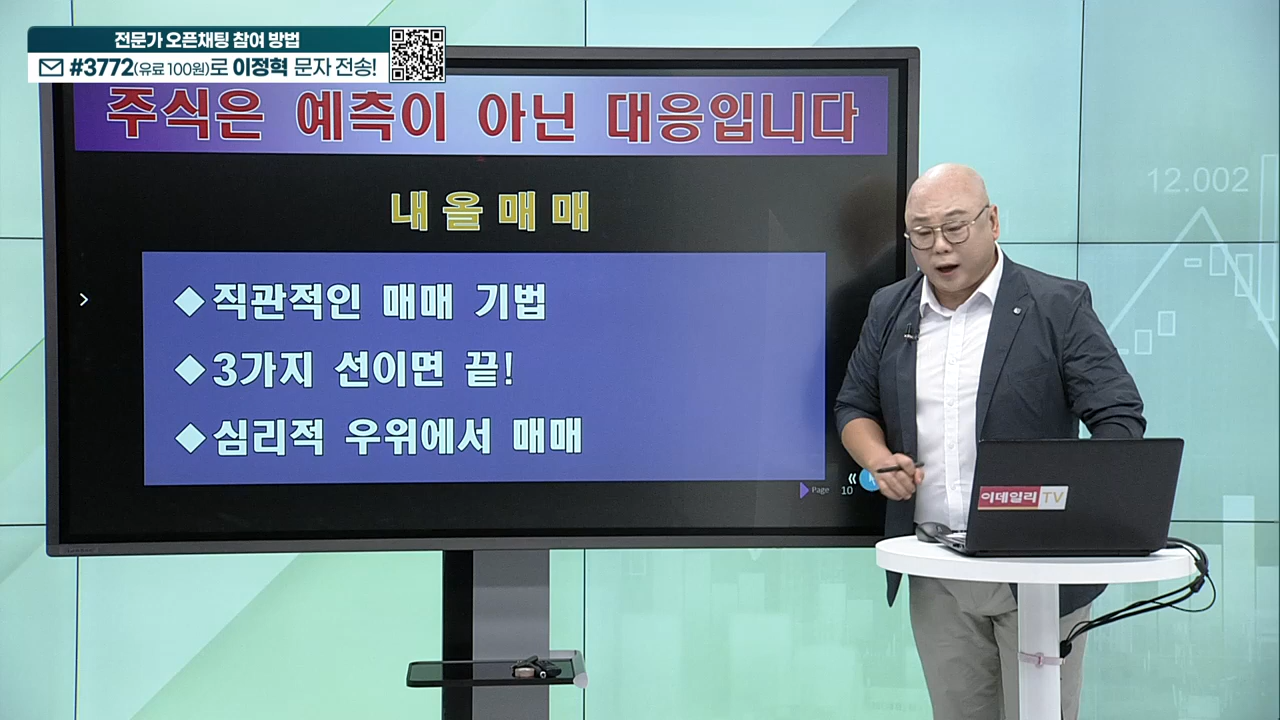 전문가 오픈채팅 참여 방법
#3772(유료 100원)로 이정혁 문자 전송!
주식은 예측이 아닌 대응입니다
내올매매
◆직관적인 매매 기법
◆3가지 선이면 끝!
◆심리적 우위에서 매매
Page 10
12.002
이데일리TV